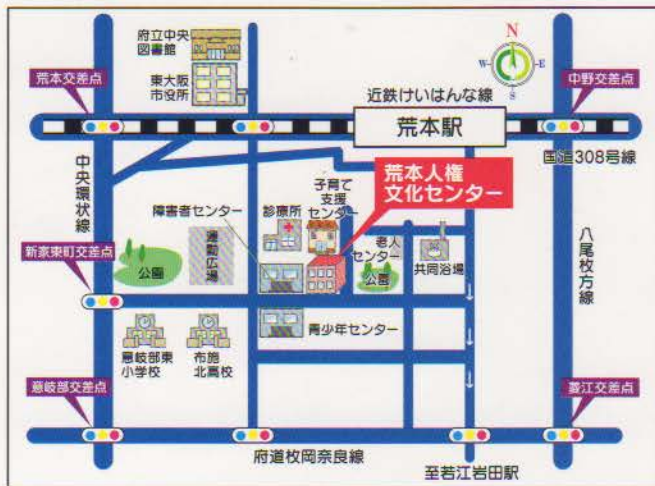 府立中央
図書館
荒本交差点
東大阪
市役所
N
W
E
S
近鉄けいはんな線
中野交差点
荒本駅
国道308号線
中央環状線
荒本人権
文化センター
子育て
支援
センター
診療所
障害者センター
運動広場
公園
老人
センター
公園
共同浴場
八尾枚方線
新家東町交差点
青少年センター
意岐部東
小学校
布施
北高校
意岐部交差点
菱江交差点
府道枚岡奈良線
至若江岩田駅